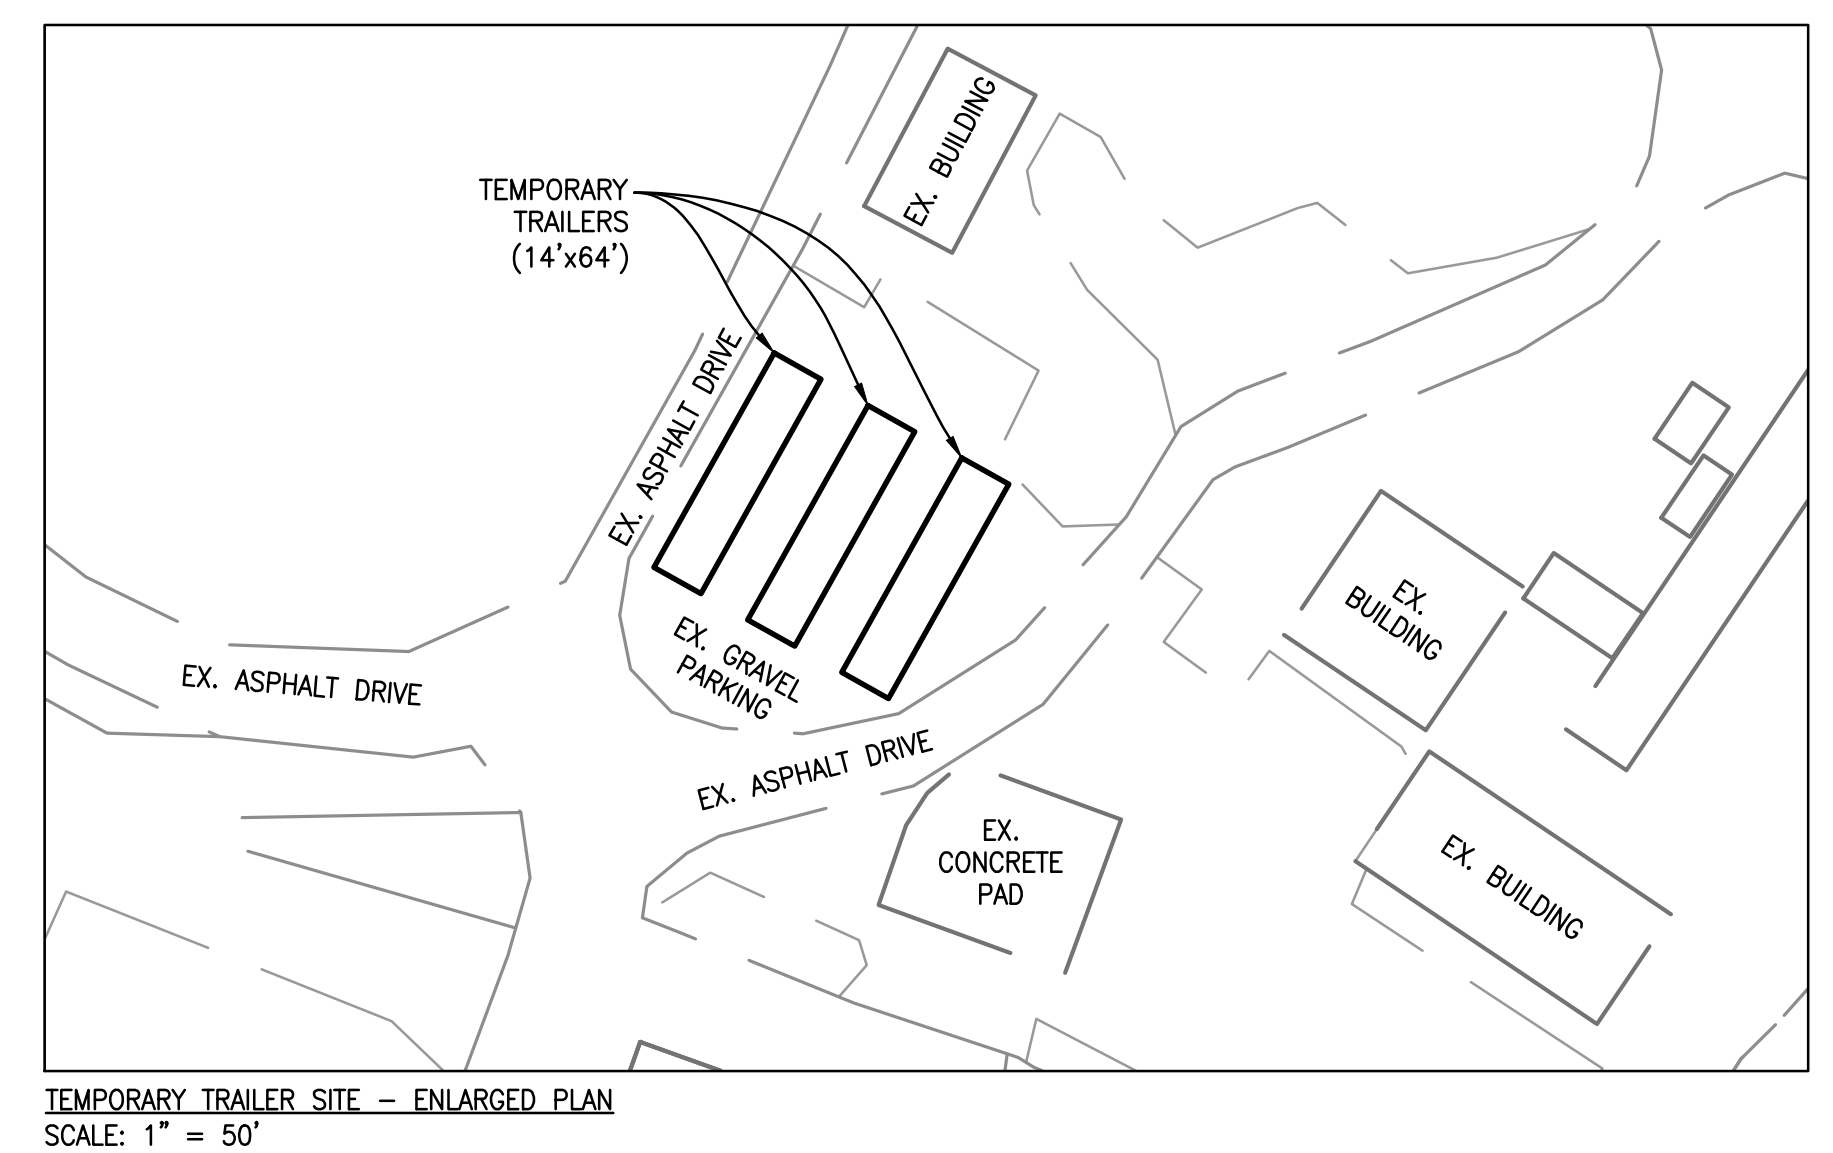 EX. BUILDING
TEMPORARY
TRAILERS
(14'x64')
EX. ASPHALT DRIVE
EX.
BUILDING
EX. GRAVEL
PARKING
EX. ASPHALT DRIVE
EX. ASPHALT DRIVE
EX.
CONCRETE
PAD
EX. BUILDING
TEMPORARY TRAILER SITE – ENLARGED PLAN
SCALE: 1" = 50'